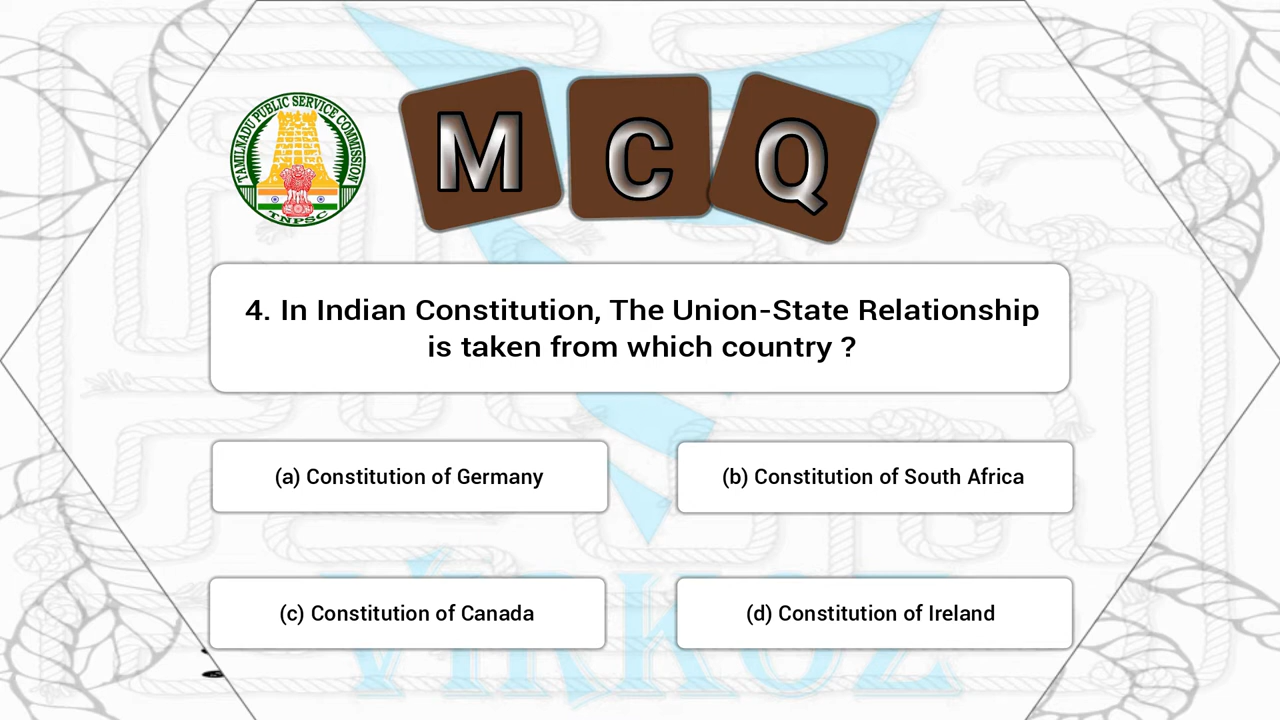 TAMILNADU PUBLIC SERVICE COMMISSION
TNPSC
M C Q
4. In Indian Constitution, The Union-State Relationship
is taken from which country ?
(a) Constitution of Germany
(b) Constitution of South Africa
(c) Constitution of Canada
(d) Constitution of Ireland
VIRKOZ